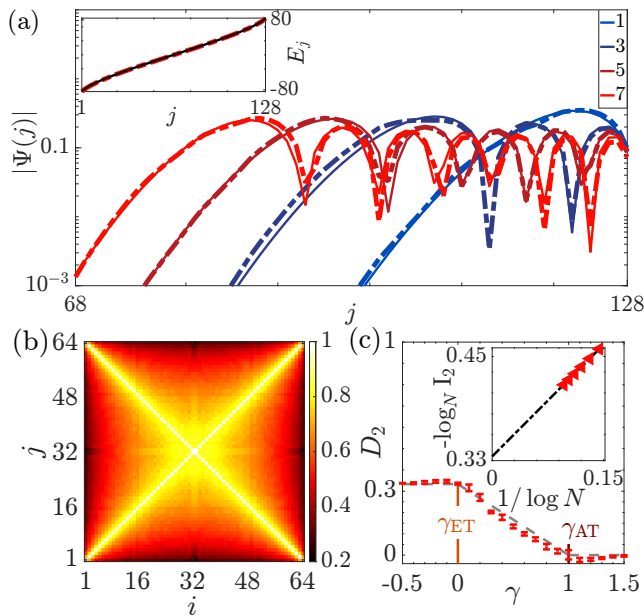 (a)
80
E_j
-80
1
j
128
1
3
5
7
|Ψ(j)|
0.1
10^{-3}
68
j
128
(b)
64
48
32
16
1
j
1
16
32
48
64
i
1
0.8
0.6
0.4
0.2
(c)
1
0.3
0
D_2
0.45
0.33
-log_N I_2
0
0.15
1/log N
γ_ET
γ_AT
-0.5
0
γ
1
1.5